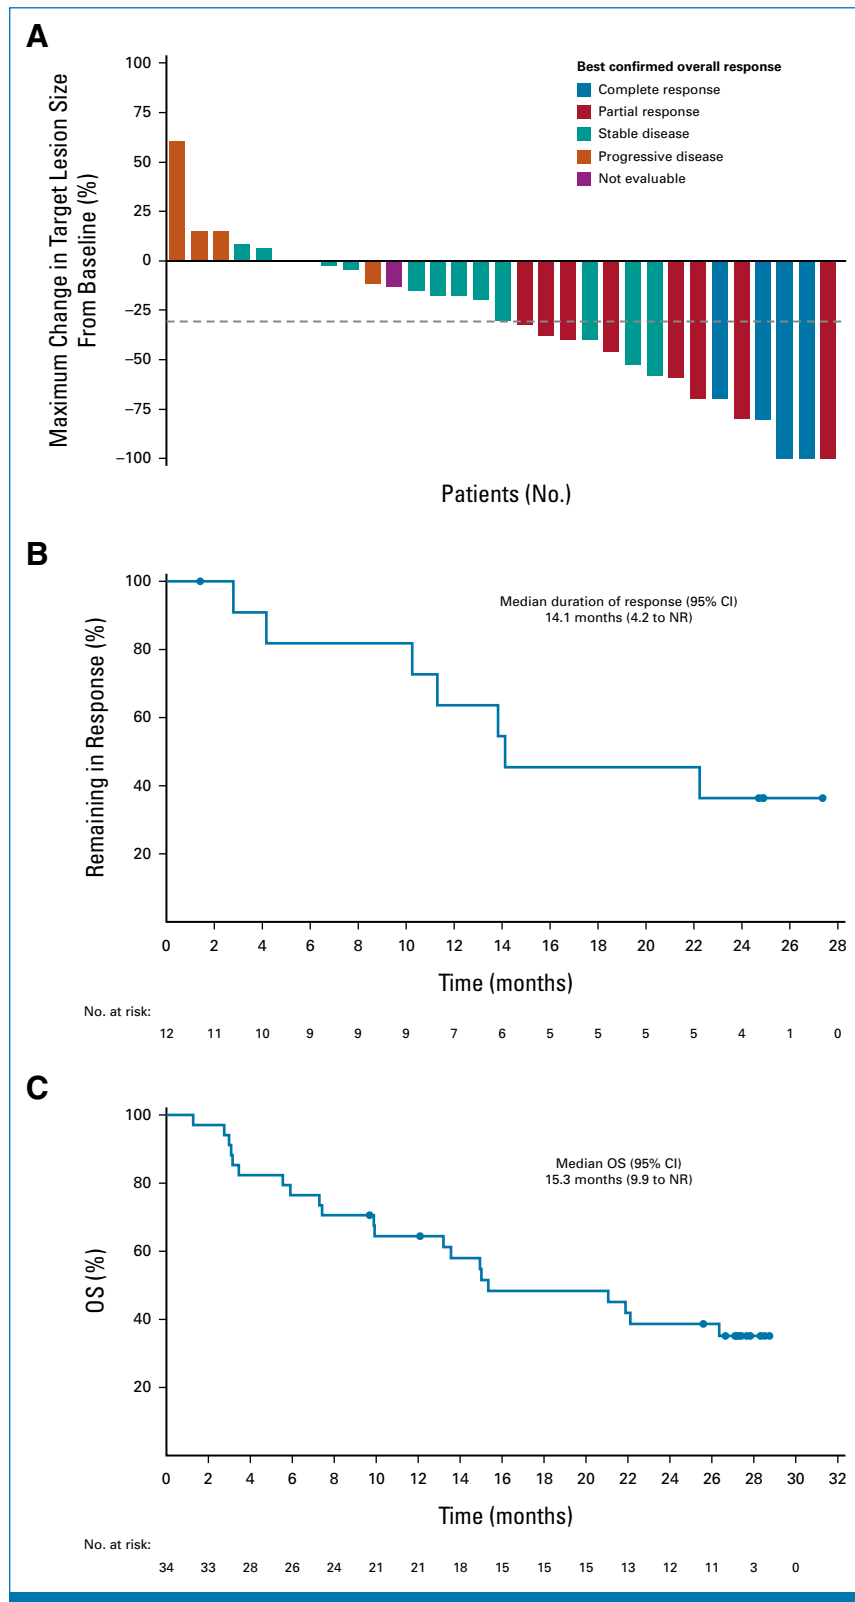 A
Maximum Change in Target Lesion Size
From Baseline (%)
100
75
50
25
0
−25
−50
−75
−100
Best confirmed overall response
Complete response
Partial response
Stable disease
Progressive disease
Not evaluable
Patients (No.)
B
Remaining in Response (%)
100
80
60
40
20
Median duration of response (95% CI)
14.1 months (4.2 to NR)
0 2 4 6 8 10 12 14 16 18 20 22 24 26 28
Time (months)
No. at risk:
12 11 10 9 9 9 7 6 5 5 5 5 4 1 0
C
OS (%)
100
80
60
40
20
Median OS (95% CI)
15.3 months (9.9 to NR)
0 2 4 6 8 10 12 14 16 18 20 22 24 26 28 30 32
Time (months)
No. at risk:
34 33 28 26 24 21 21 18 15 15 15 13 12 11 3 0